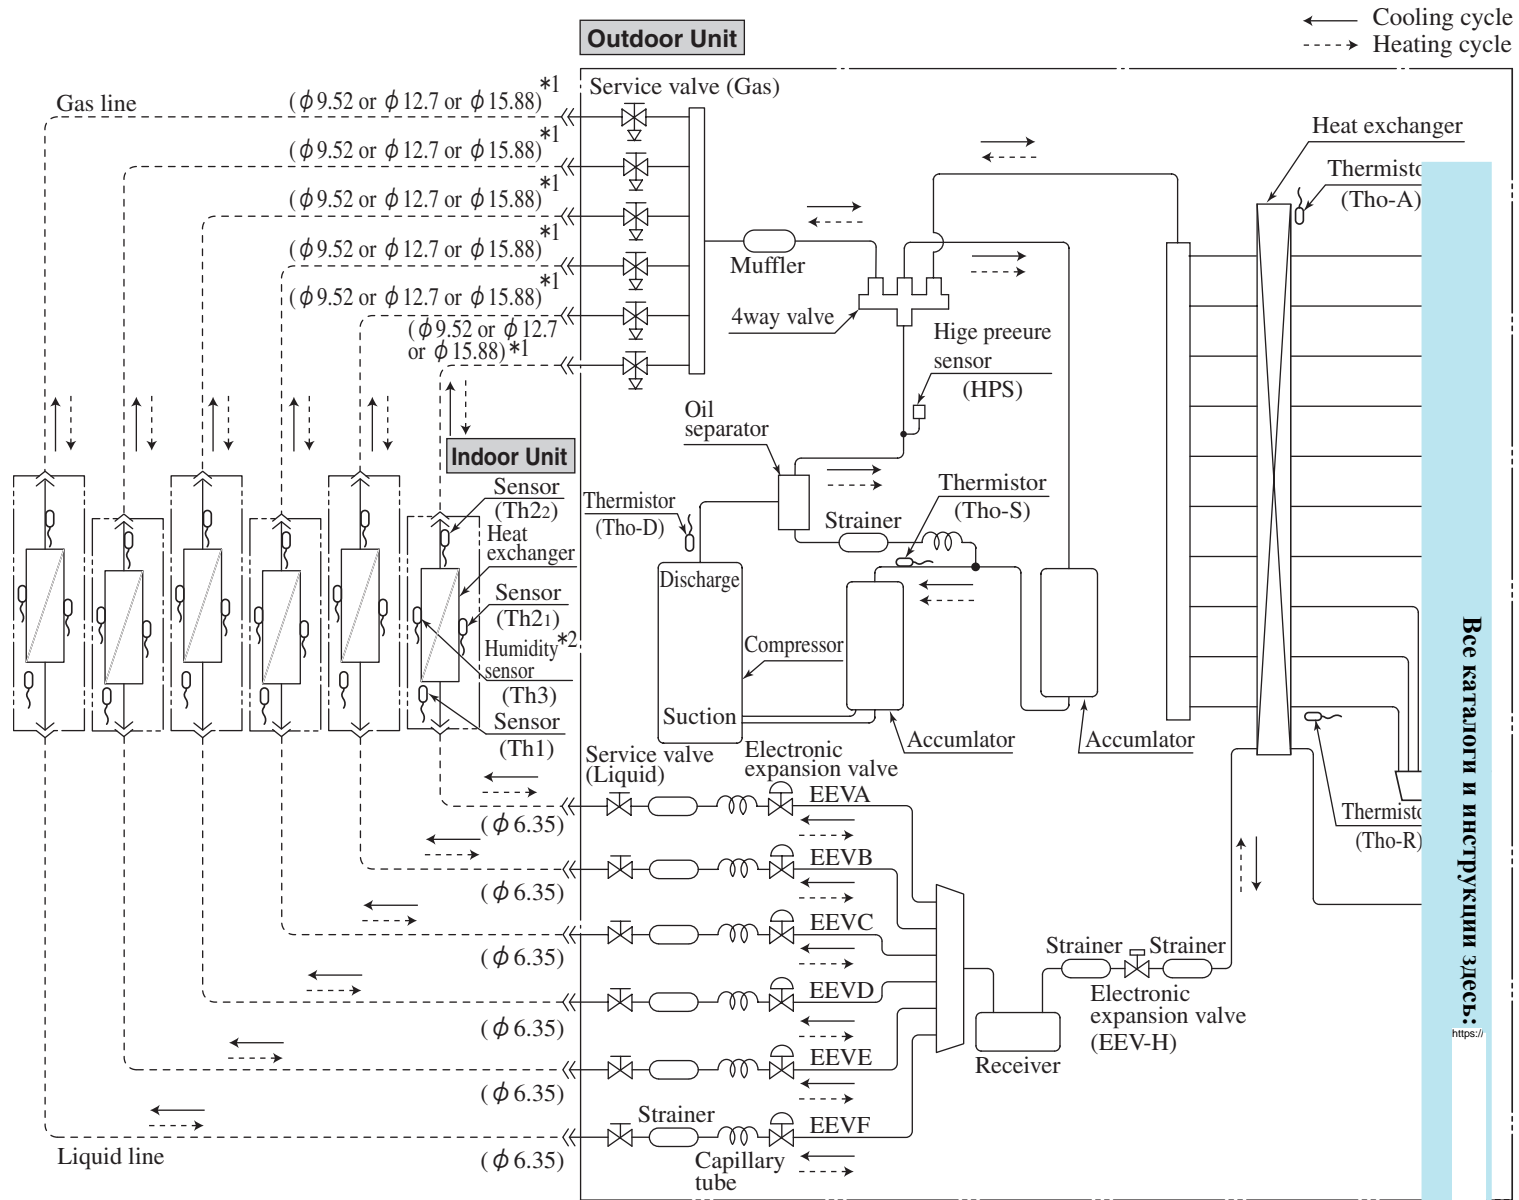 Cooling cycle
Heating cycle
Outdoor Unit
Service valve (Gas)
Gas line
(ϕ9.52 or ϕ12.7 or ϕ15.88)*1
(ϕ9.52 or ϕ12.7 or ϕ15.88)*1
(ϕ9.52 or ϕ12.7 or ϕ15.88)*1
(ϕ9.52 or ϕ12.7 or ϕ15.88)*1
(ϕ9.52 or ϕ12.7 or ϕ15.88)*1
(ϕ9.52 or ϕ12.7
or ϕ15.88)*1
Heat exchanger
Thermisto
(Tho-A)
Muffler
4way valve
Hige preeure
sensor
(HPS)
Oil
separator
Indoor Unit
Sensor
(Th22)
Heat
exchanger
Sensor
(Th21)
Humidity*2
sensor
(Th3)
Sensor
(Th1)
Thermistor
(Tho-D)
Strainer
Thermistor
(Tho-S)
Discharge
Compressor
Suction
Accumlator
Accumlator
Service valve
(Liquid)
Electronic
expansion valve
EEVA
(ϕ6.35)
EEVB
(ϕ6.35)
EEVC
(ϕ6.35)
EEVD
(ϕ6.35)
EEVE
(ϕ6.35)
Strainer
EEVF
(ϕ6.35)
Capillary
tube
Liquid line
Receiver
Strainer
Strainer
Electronic
expansion valve
(EEV-H)
Thermisto
(Tho-R)
Все каталоги и инструкции здесь:
https://